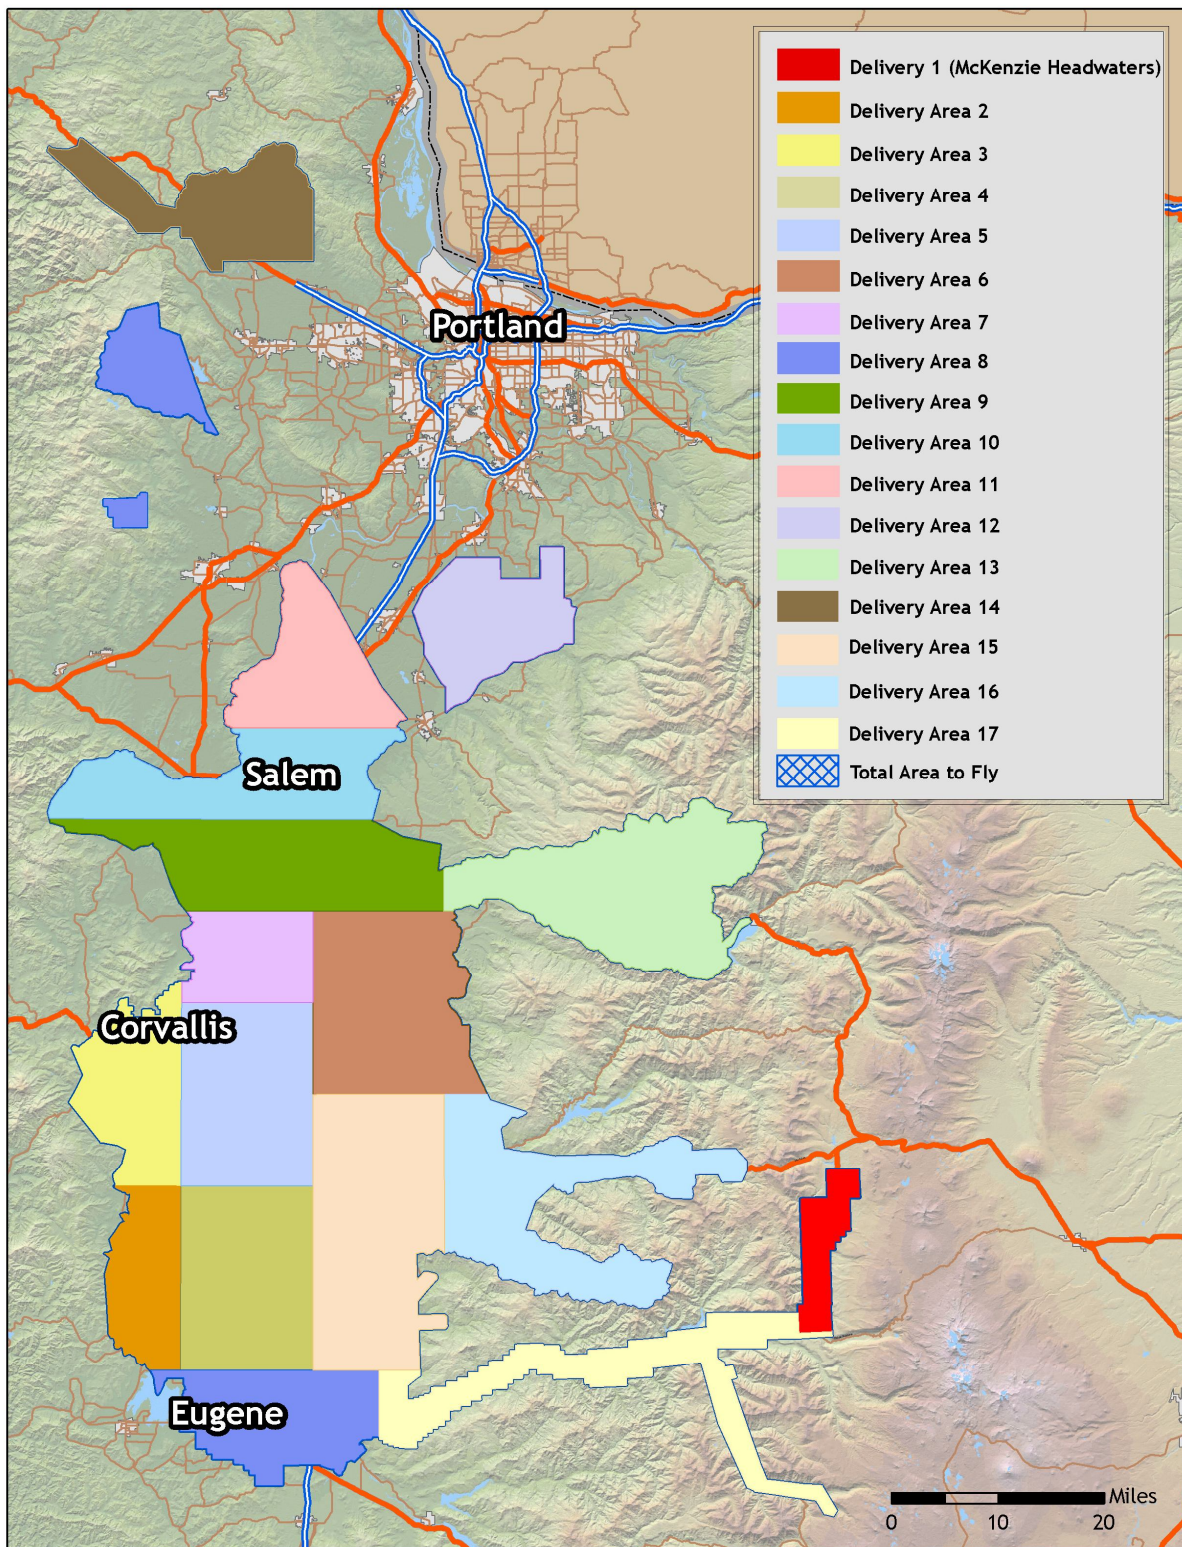 Delivery 1 (McKenzie Headwaters)
Delivery Area 2
Delivery Area 3
Delivery Area 4
Delivery Area 5
Delivery Area 6
Delivery Area 7
Delivery Area 8
Delivery Area 9
Delivery Area 10
Delivery Area 11
Delivery Area 12
Delivery Area 13
Delivery Area 14
Delivery Area 15
Delivery Area 16
Delivery Area 17
Total Area to Fly
Portland
Salem
Corvallis
Eugene
Miles
0 10 20